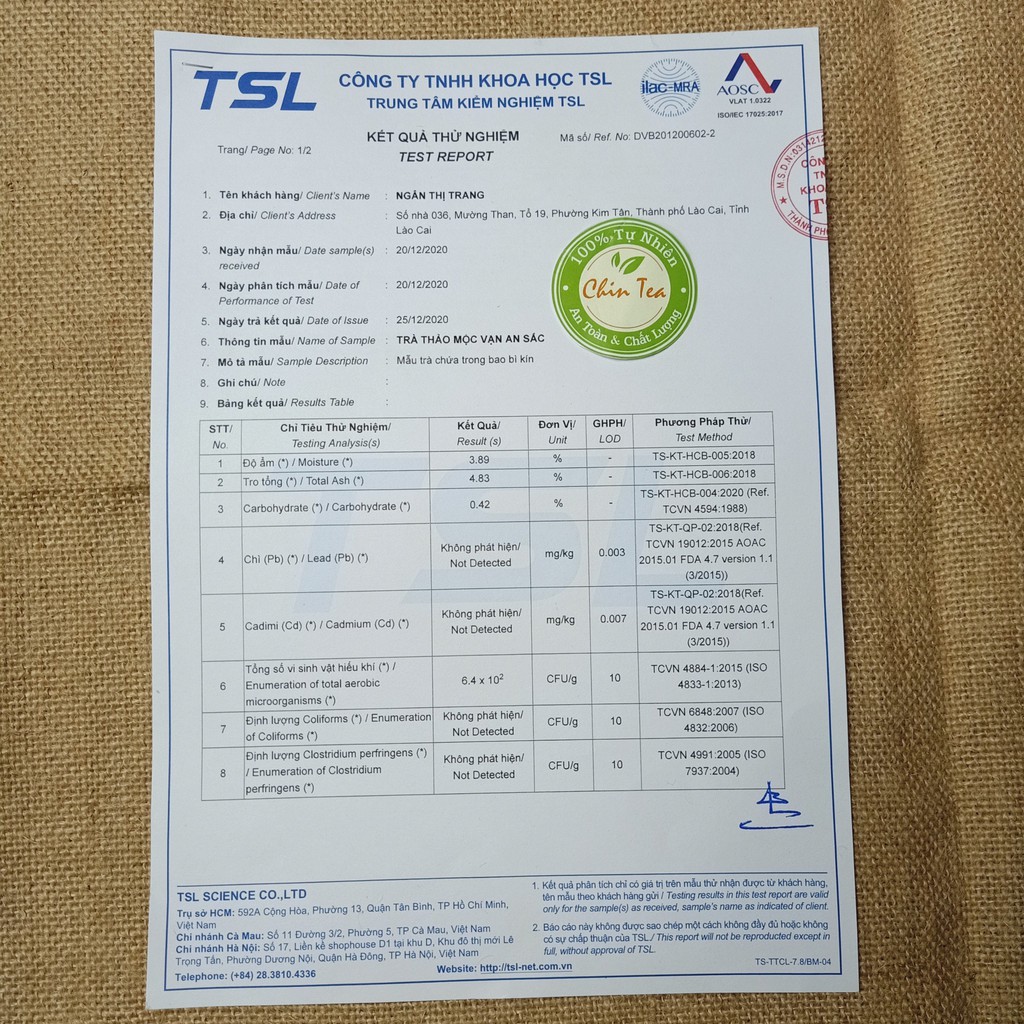 TSL
CÔNG TY TNHH KHOA HỌC TSL
TRUNG TÂM KIỂM NGHIỆM TSL
ilac-MRA
AOSC
VLAT 1.0322
ISO/IEC 17025:2017
Trang/ Page No: 1/2
KẾT QUẢ THỬ NGHIỆM
TEST REPORT
Mã số/ Ref. No: DVB201200602-2
M.S.D.N:0314212
CÔN
TN
KHOA
T
THÀNH PH
1. Tên khách hàng/ Client's Name : NGÂN THỊ TRANG
2. Địa chỉ/ Client's Address : Số nhà 036, Mường Than, Tổ 19, Phường Kim Tân, Thành phố Lào Cai, Tỉnh
Lào Cai
3. Ngày nhận mẫu/ Date sample(s) : 20/12/2020
received
4. Ngày phân tích mẫu/ Date of : 20/12/2020
Performance of Test
5. Ngày trả kết quả/ Date of Issue : 25/12/2020
6. Thông tin mẫu/ Name of Sample : TRÀ THẢO MỘC VẠN AN SẮC
7. Mô tả mẫu/ Sample Description : Mẫu trà chứa trong bao bì kín
8. Ghi chú/ Note :
9. Bảng kết quả/ Results Table :
100% Tự Nhiên
Chin Tea
An Toàn & Chất Lượng
STT/ Chỉ Tiêu Thử Nghiệm/ Kết Quả/ Đơn Vị/ GHPH/ Phương Pháp Thử/
No. Testing Analysis(s) Result (s) Unit LOD Test Method
1 Độ ẩm (*) / Moisture (*) 3.89 % - TS-KT-HCB-005:2018
2 Tro tổng (*) / Total Ash (*) 4.83 % - TS-KT-HCB-006:2018
3 Carbohydrate (*) / Carbohydrate (*) 0.42 % - TS-KT-HCB-004:2020 (Ref.
TCVN 4594:1988)
4 Chì (Pb) (*) / Lead (Pb) (*) Không phát hiện/ Not Detected mg/kg 0.003 TS-KT-QP-02:2018(Ref.
TCVN 19012:2015 AOAC
2015.01 FDA 4.7 version 1.1
(3/2015))
5 Cadimi (Cd) (*) / Cadmium (Cd) (*) Không phát hiện/ Not Detected mg/kg 0.007 TS-KT-QP-02:2018(Ref.
TCVN 19012:2015 AOAC
2015.01 FDA 4.7 version 1.1
(3/2015))
6 Tổng số vi sinh vật hiếu khí (*) /
Enumeration of total aerobic
microorganisms (*) 6.4 x 10² CFU/g 10 TCVN 4884-1:2015 (ISO
4833-1:2013)
7 Định lượng Coliforms (*) / Enumeration
of Coliforms (*) Không phát hiện/ Not Detected CFU/g 10 TCVN 6848:2007 (ISO
4832:2006)
8 Định lượng Clostridium perfringens (*)
/ Enumeration of Clostridium
perfringens (*) Không phát hiện/ Not Detected CFU/g 10 TCVN 4991:2005 (ISO
7937:2004)
TSL SCIENCE CO.,LTD
Trụ sở HCM: 592A Cộng Hòa, Phường 13, Quận Tân Bình, TP Hồ Chí Minh,
Việt Nam
Chi nhánh Cà Mau: Số 11 Đường 3/2, Phường 5, TP Cà Mau, Việt Nam
Chi nhánh Hà Nội: Số 17, Liền kề shophouse D1 tại khu D, Khu đô thị mới Lê
Trọng Tấn, Phường Dương Nội, Quận Hà Đông, TP Hà Nội, Việt Nam
Telephone: (+84) 28.3810.4336
Website: http://tsl-net.com.vn
1. Kết quả phân tích chỉ có giá trị trên mẫu thử nhận được từ khách hàng,
tên mẫu theo khách hàng gửi / Testing results in this test report are valid
only for the sample(s) as received, sample's name as indicated of client.
2. Báo cáo này không được sao chép một cách không đầy đủ hoặc không
có sự chấp thuận của TSL./ This report will not be reproduced except in
full, without approval of TSL.
TS-TTCL-7.8/BM-04